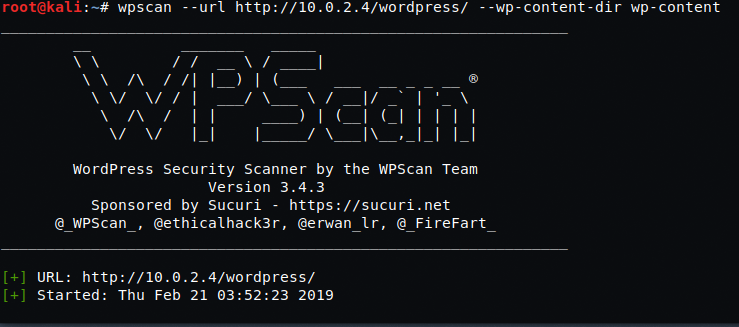 root@kali:~# wpscan --url http://10.0.2.4/wordpress/ --wp-content-dir wp-content
WPScan ®
WordPress Security Scanner by the WPScan Team
Version 3.4.3
Sponsored by Sucuri - https://sucuri.net
@_WPScan_, @ethicalhack3r, @erwan_lr, @_FireFart_
[+] URL: http://10.0.2.4/wordpress/
[+] Started: Thu Feb 21 03:52:23 2019